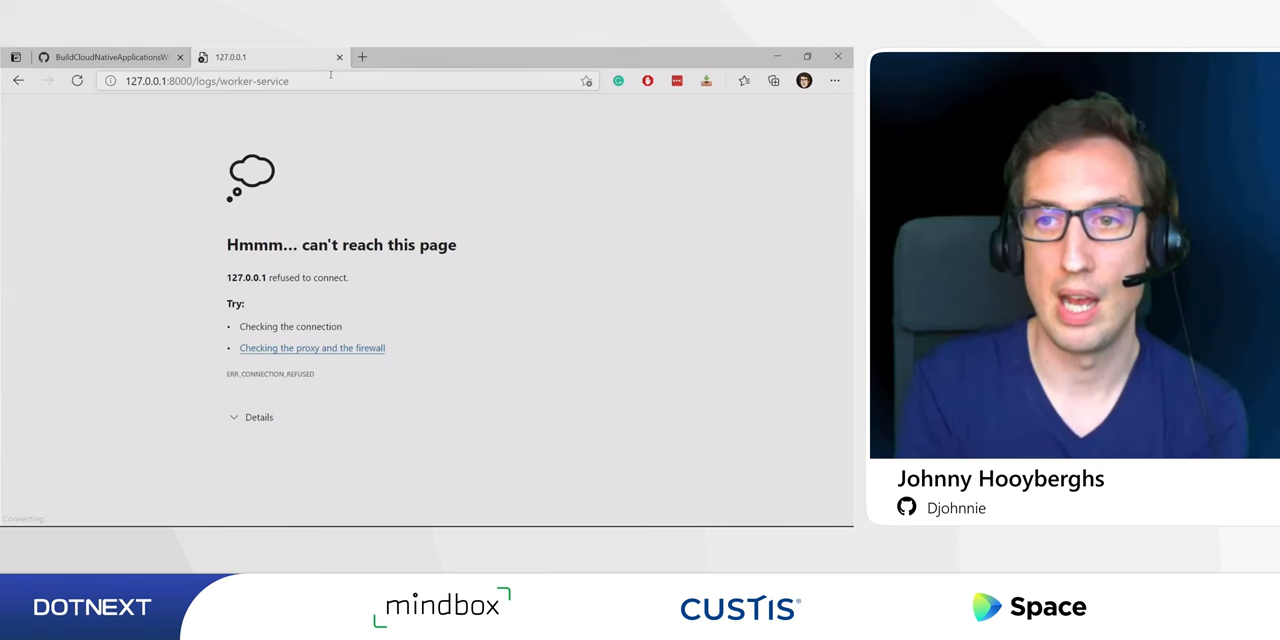 BuildCloudNativeApplicationsW
127.0.0.1
127.0.0.1:8000/logs/worker-service
Hmmm... can't reach this page
127.0.0.1 refused to connect.
Try:
• Checking the connection
• Checking the proxy and the firewall
ERR_CONNECTION_REFUSED
Details
Connecting...
Johnny Hooyberghs
Djohnnie
DOTNEXT
mindbox
CUSTIS®
Space